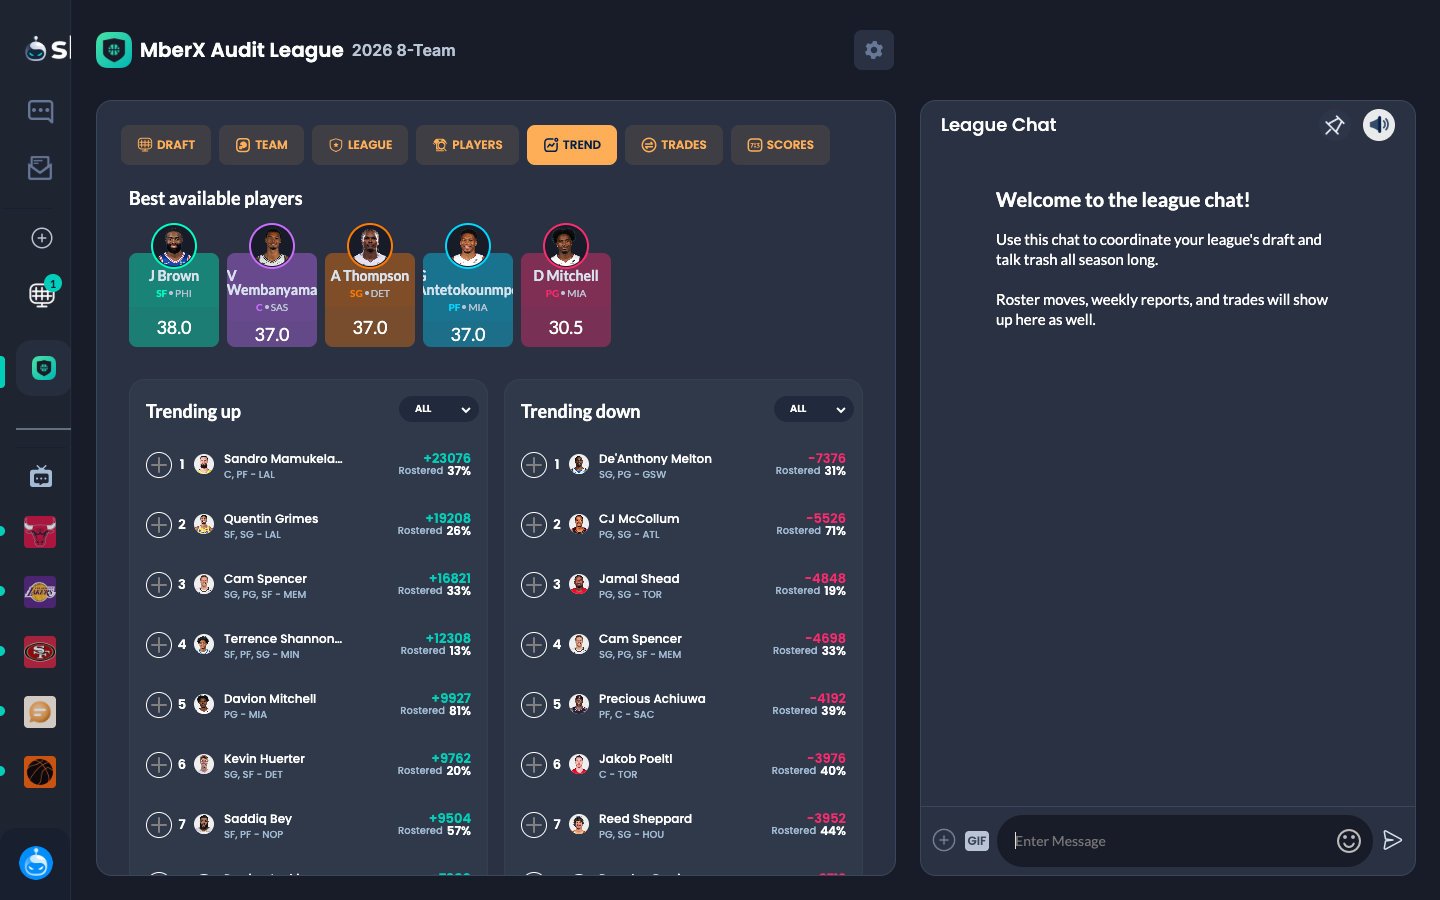 MberX Audit League 2026 8-Team
1
DRAFT
TEAM
LEAGUE
PLAYERS
TREND
TRADES
SCORES
Best available players
J Brown
SF • PHI
38.0
V
Wembanyama
C • SAS
37.0
A Thompson
SG • DET
37.0
G
Antetokounmpo
PF • MIA
37.0
D Mitchell
PG • MIA
30.5
Trending up
ALL
1 Sandro Mamukela... +23076
C, PF - LAL Rostered 37%
2 Quentin Grimes +19208
SF, SG - LAL Rostered 26%
3 Cam Spencer +16821
SG, PG, SF - MEM Rostered 33%
4 Terrence Shannon... +12308
SF, PF, SG - MIN Rostered 13%
5 Davion Mitchell +9927
PG - MIA Rostered 81%
6 Kevin Huerter +9762
SG, SF - DET Rostered 20%
7 Saddiq Bey +9504
SF, PF - NOP Rostered 57%
Trending down
ALL
1 De'Anthony Melton -7376
SG, PG - GSW Rostered 31%
2 CJ McCollum -5526
PG, SG - ATL Rostered 71%
3 Jamal Shead -4848
PG, SG - TOR Rostered 19%
4 Cam Spencer -4698
SG, PG, SF - MEM Rostered 33%
5 Precious Achiuwa -4192
PF, C - SAC Rostered 39%
6 Jakob Poeltl -3976
C - TOR Rostered 40%
7 Reed Sheppard -3952
PG, SG - HOU Rostered 44%
League Chat
Welcome to the league chat!
Use this chat to coordinate your league's draft and
talk trash all season long.
Roster moves, weekly reports, and trades will show
up here as well.
GIF
Enter Message